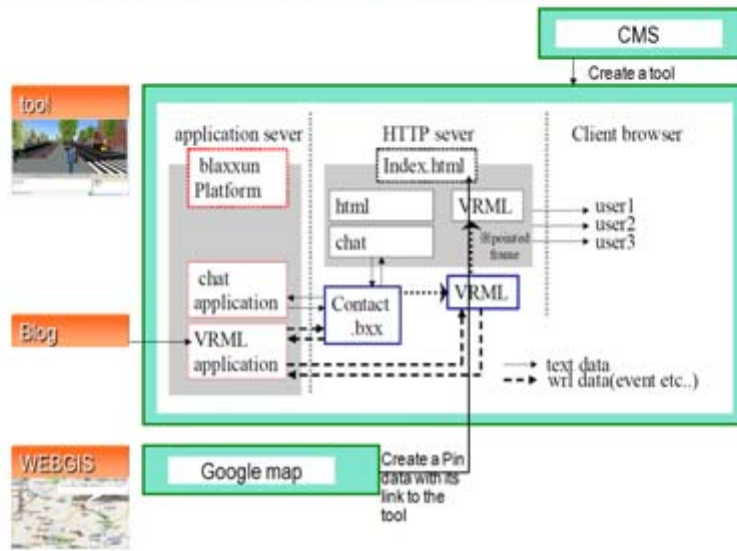 CMS
Create a tool
tool
application sever
HTTP sever
Client browser
blaxxun
Platform
Index.html
html
VRML
chat
pointed
frame
user1
user2
user3
chat
application
Contact
.bxx
VRML
Blog
VRML
application
text data
wrl data(event etc..)
WEBGIS
Google map
Create a Pin
data with its
link to the
tool